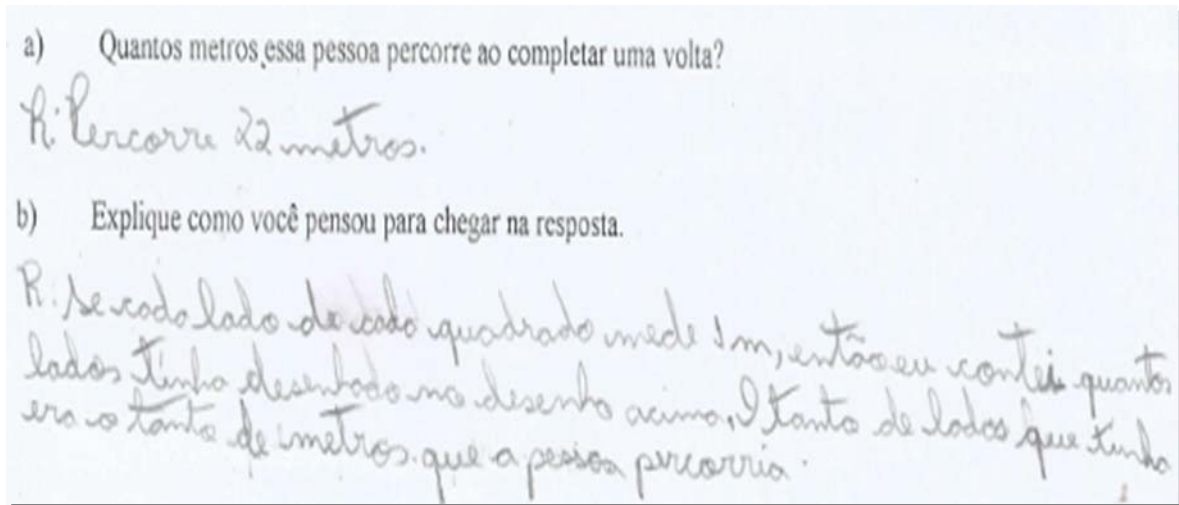 a) Quantos metros essa pessoa percorre ao completar uma volta?
R: Percorre 22 metros.
b) Explique como você pensou para chegar na resposta.
R. Se cada lado de cada quadrado mede 1m, então eu contei quantos
lados tinha desenhado no desenho acima, O tanto de lados que tinha
era o tanto de metros que a pessoa percorria.